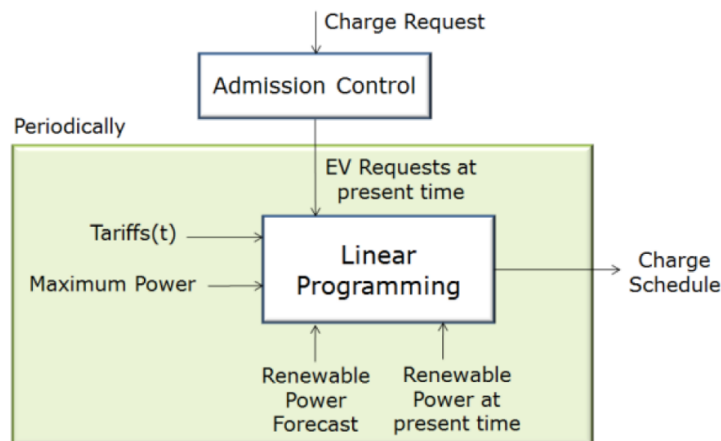 Charge Request
Admission Control
Periodically
EV Requests at
present time
Tariffs(t)
Maximum Power
Linear
Programming
Charge
Schedule
Renewable
Power
Forecast
Renewable
Power at
present time